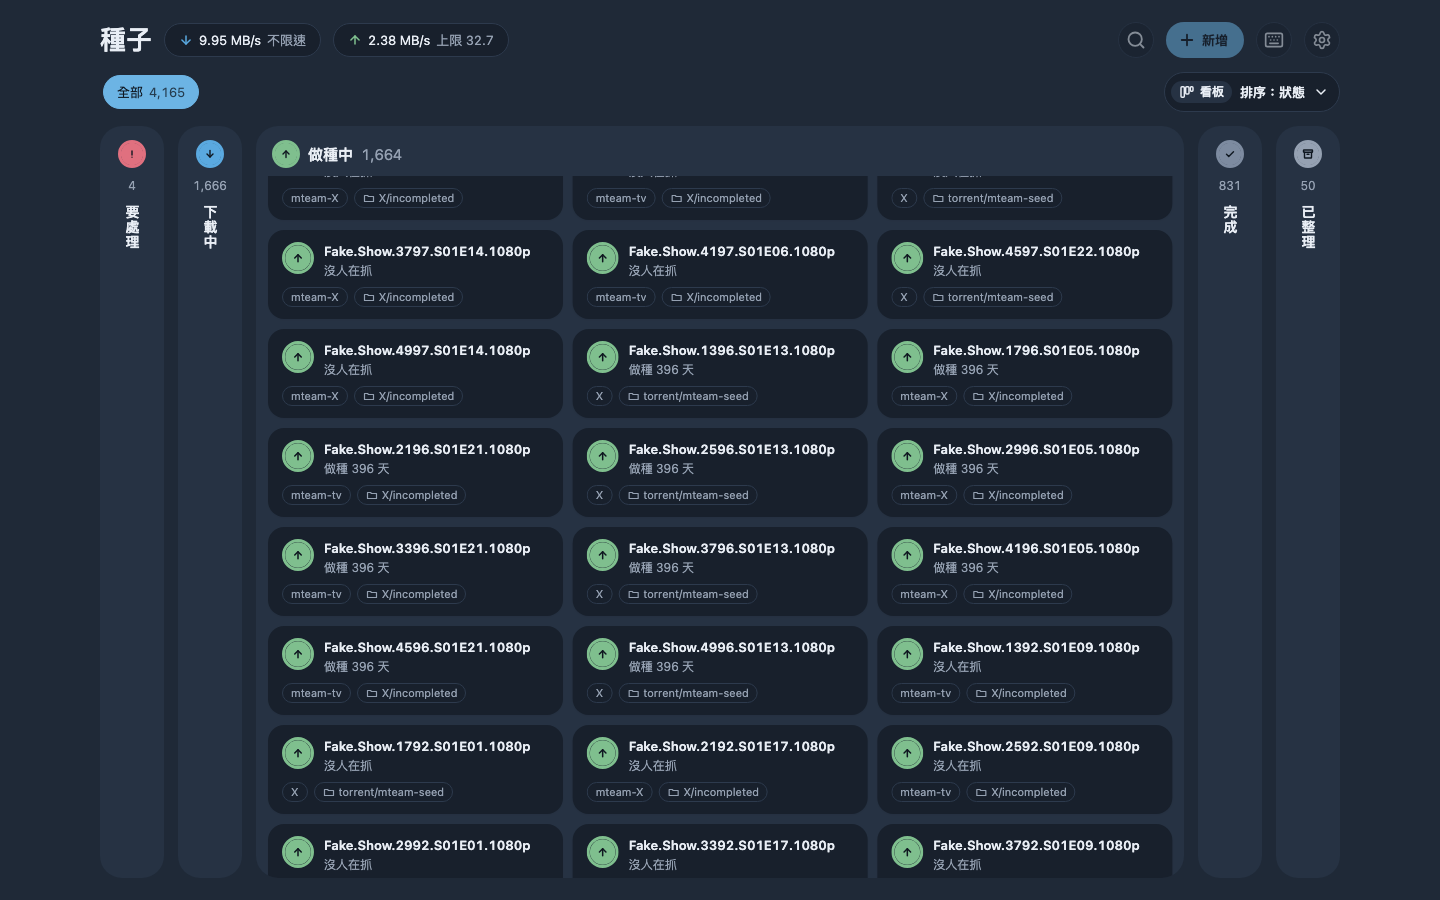 種子
9.95 MB/s 不限速
2.38 MB/s 上限 32.7
新增
全部 4,165
看板 排序：狀態
4
要處理
1,666
下載中
做種中 1,664
mteam-X X/incompleted
mteam-tv X/incompleted
X torrent/mteam-seed
Fake.Show.3797.S01E14.1080p
沒人在抓
mteam-X X/incompleted
Fake.Show.4197.S01E06.1080p
沒人在抓
mteam-tv X/incompleted
Fake.Show.4597.S01E22.1080p
沒人在抓
X torrent/mteam-seed
Fake.Show.4997.S01E14.1080p
沒人在抓
mteam-X X/incompleted
Fake.Show.1396.S01E13.1080p
做種 396 天
X torrent/mteam-seed
Fake.Show.1796.S01E05.1080p
做種 396 天
mteam-X X/incompleted
Fake.Show.2196.S01E21.1080p
做種 396 天
mteam-tv X/incompleted
Fake.Show.2596.S01E13.1080p
做種 396 天
X torrent/mteam-seed
Fake.Show.2996.S01E05.1080p
做種 396 天
mteam-X X/incompleted
Fake.Show.3396.S01E21.1080p
做種 396 天
mteam-tv X/incompleted
Fake.Show.3796.S01E13.1080p
做種 396 天
X torrent/mteam-seed
Fake.Show.4196.S01E05.1080p
做種 396 天
mteam-X X/incompleted
Fake.Show.4596.S01E21.1080p
做種 396 天
mteam-tv X/incompleted
Fake.Show.4996.S01E13.1080p
做種 396 天
X torrent/mteam-seed
Fake.Show.1392.S01E09.1080p
沒人在抓
mteam-tv X/incompleted
Fake.Show.1792.S01E01.1080p
沒人在抓
X torrent/mteam-seed
Fake.Show.2192.S01E17.1080p
沒人在抓
mteam-X X/incompleted
Fake.Show.2592.S01E09.1080p
沒人在抓
mteam-tv X/incompleted
Fake.Show.2992.S01E01.1080p
沒人在抓
Fake.Show.3392.S01E17.1080p
沒人在抓
Fake.Show.3792.S01E09.1080p
沒人在抓
831
完成
50
已整理